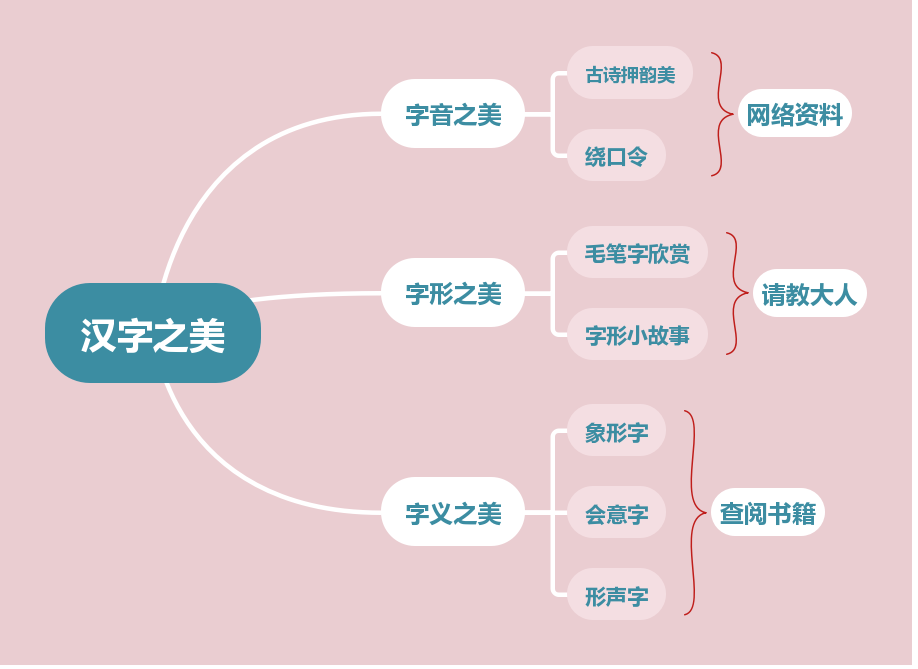 汉字之美
字音之美
古诗押韵美
绕口令
网络资料
字形之美
毛笔字欣赏
字形小故事
请教大人
字义之美
象形字
会意字
形声字
查阅书籍